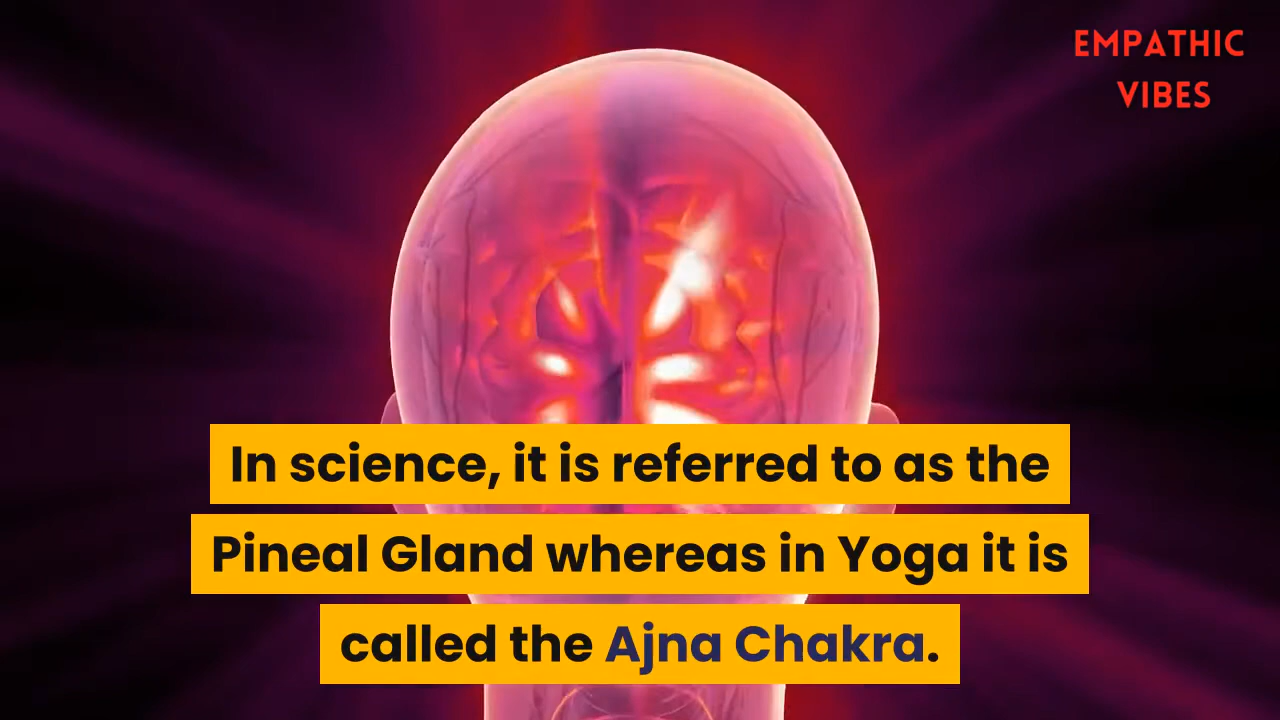 EMPATHIC
VIBES
In science, it is referred to as the
Pineal Gland whereas in Yoga it is
called the Ajna Chakra.